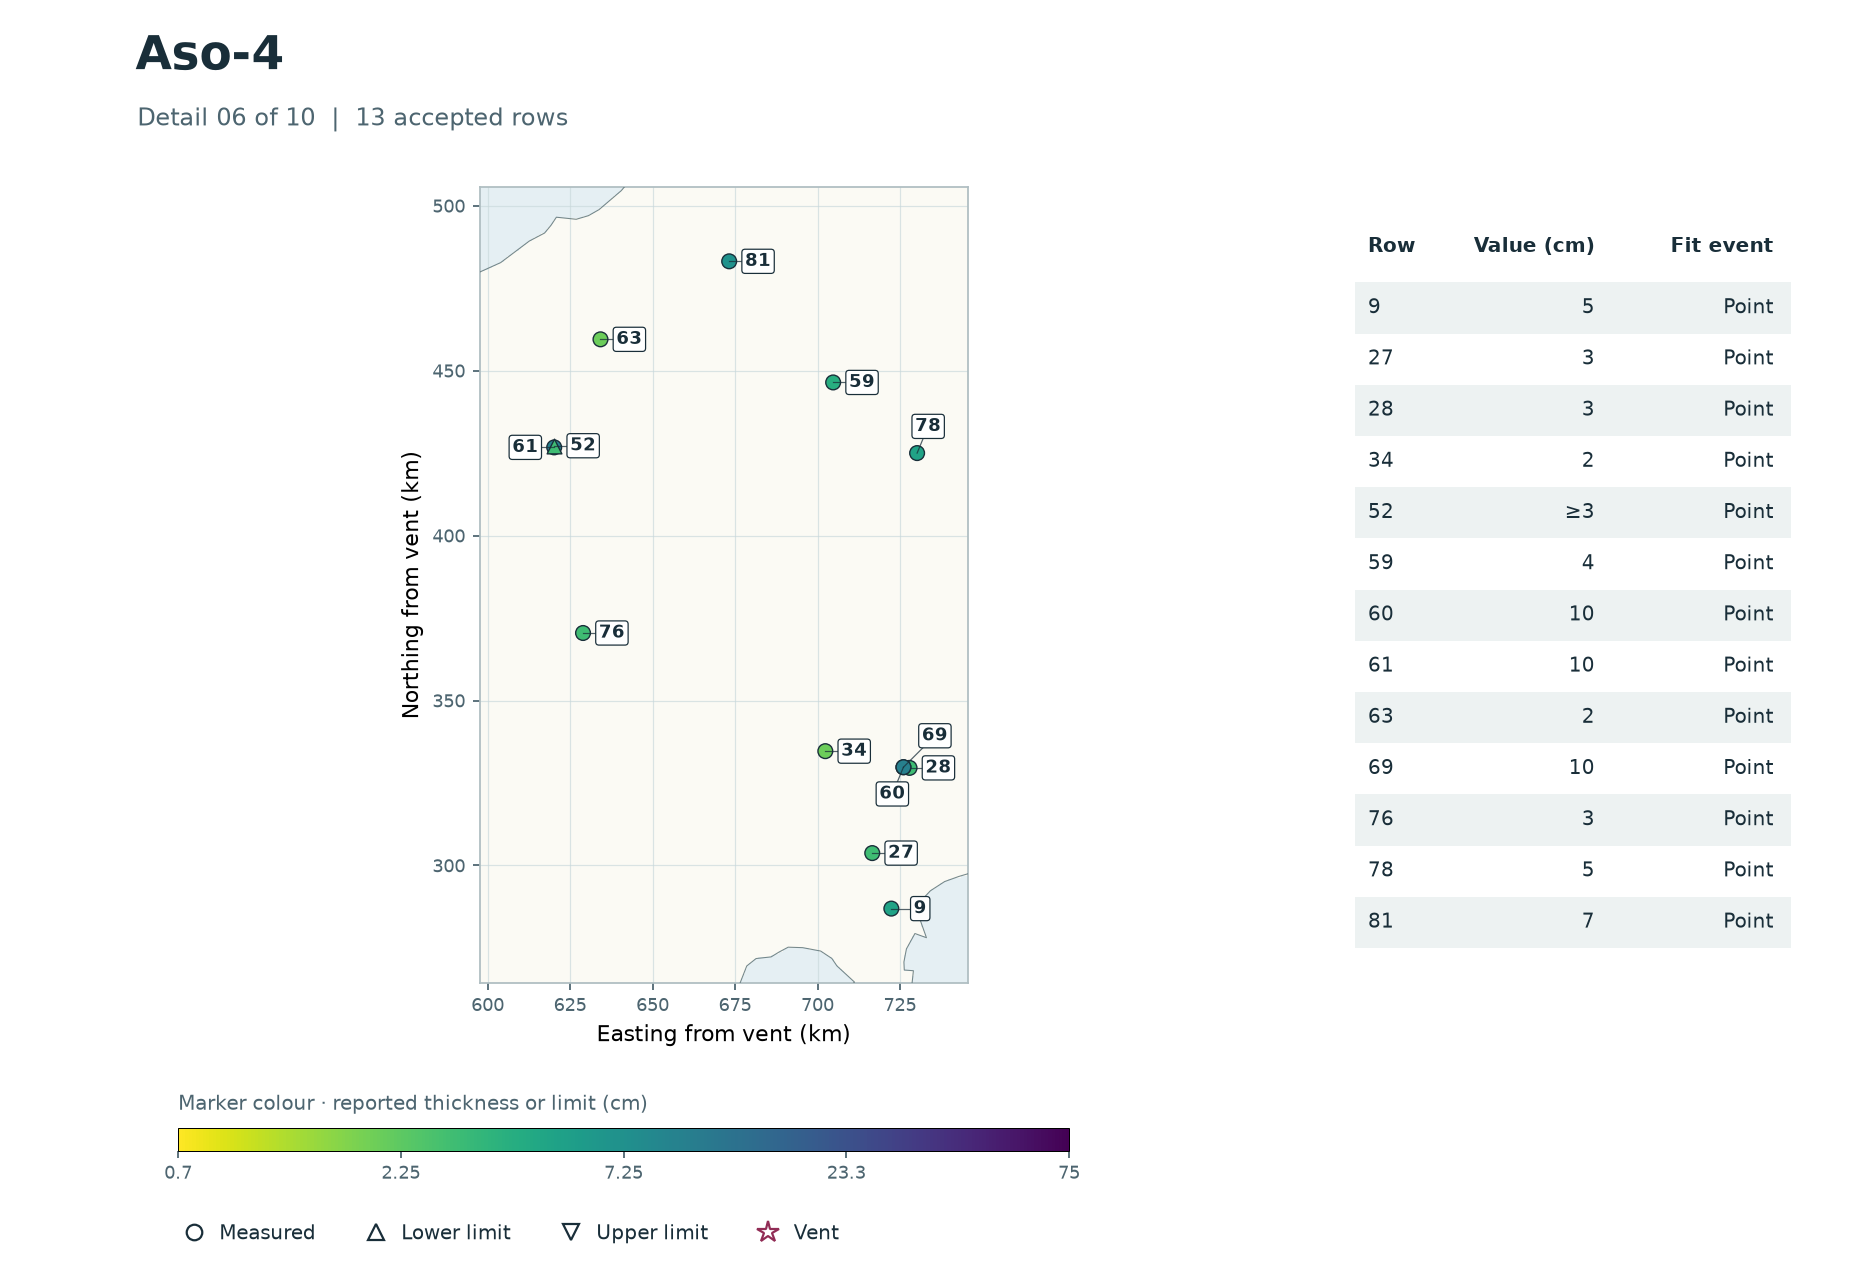 Aso-4
Detail 06 of 10 | 13 accepted rows
500
450
400
350
300
Northing from vent (km)
81
63
59
78
61
52
76
69
34
28
60
27
9
600 625 650 675 700 725
Easting from vent (km)
Row Value (cm) Fit event
9 5 Point
27 3 Point
28 3 Point
34 2 Point
52 ≥3 Point
59 4 Point
60 10 Point
61 10 Point
63 2 Point
69 10 Point
76 3 Point
78 5 Point
81 7 Point
Marker colour · reported thickness or limit (cm)
0.7 2.25 7.25 23.3 75
Measured Lower limit Upper limit Vent